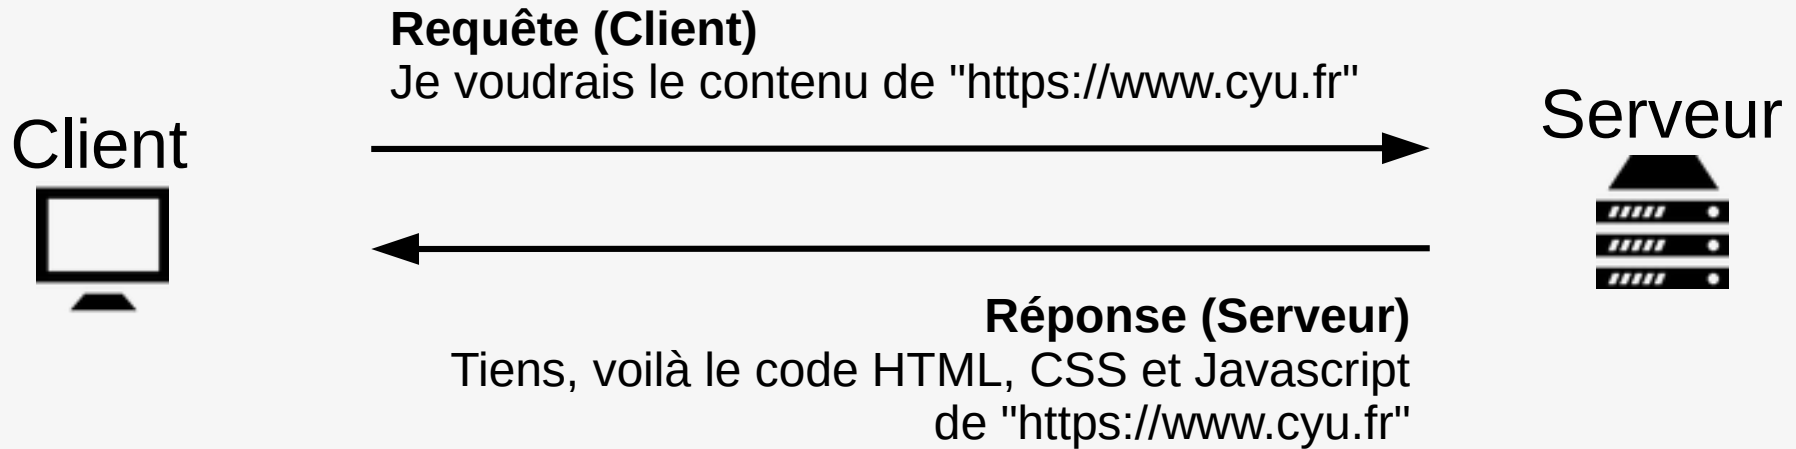 Requête (Client)
Je voudrais le contenu de "https://www.cyu.fr"
Client
Serveur
Réponse (Serveur)
Tiens, voilà le code HTML, CSS et Javascript
de "https://www.cyu.fr"